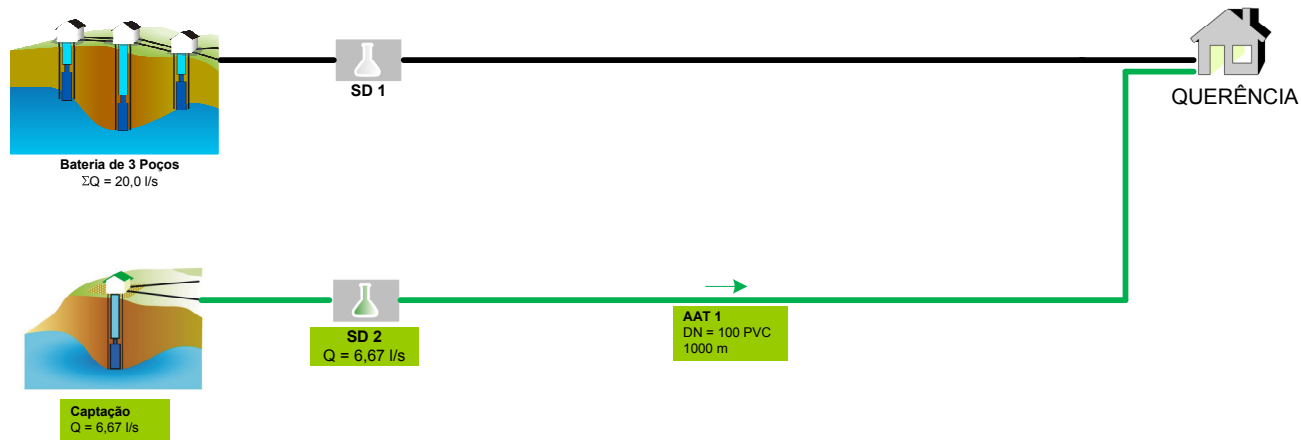 SD 1
QUERÊNCIA
Bateria de 3 Poços
ΣQ = 20,0 l/s
SD 2
Q = 6,67 l/s
AAT 1
DN = 100 PVC
1000 m
Captação
Q = 6,67 l/s